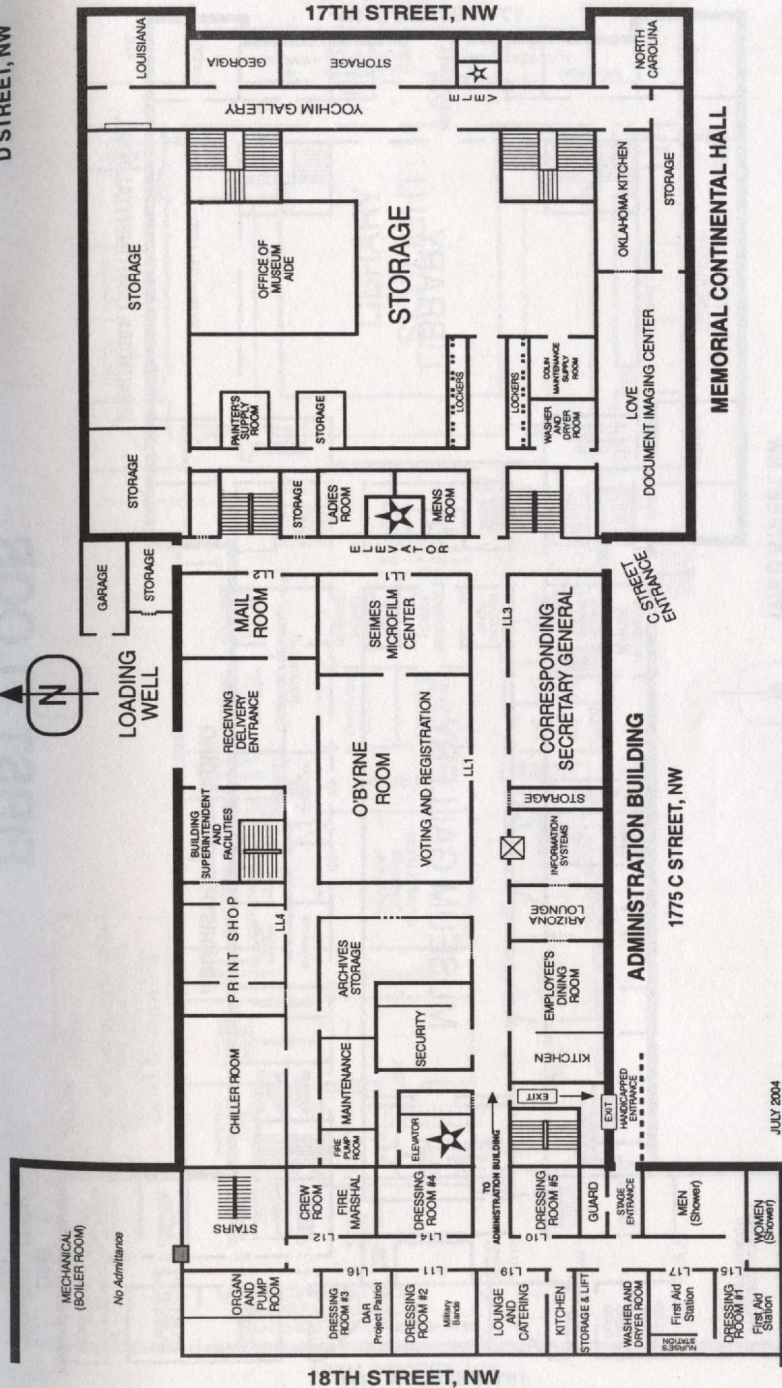 D STREET, NW
17TH STREET, NW
LOUISIANA
GEORGIA
STORAGE
NORTH
CAROLINA
ELEV
YOCHIM GALLERY
STORAGE
OFFICE OF
MUSEUM
AIDE
STORAGE
OKLAHOMA KITCHEN
STORAGE
MEMORIAL CONTINENTAL HALL
STORAGE
PAINTER'S
SUPPLY
ROOM
STORAGE
LOCKERS
LOCKERS
COLIN
MAINTENANCE
SUPPLY
ROOM
WASHER
AND
DRYER
ROOM
LOVE
DOCUMENT IMAGING CENTER
STORAGE
LADIES
ROOM
MENS
ROOM
ELEVATOR
GARAGE
STORAGE
C STREET
ENTRANCE
N
LOADING
WELL
LL2
MAIL
ROOM
LL1
SEIMES
MICROFILM
CENTER
LL3
CORRESPONDING
SECRETARY GENERAL
RECEIVING
DELIVERY
ENTRANCE
O'BYRNE
ROOM
VOTING AND REGISTRATION
LL1
STORAGE
BUILDING
SUPERINTENDENT
AND
FACILITIES
INFORMATION
SYSTEMS
ARIZONA
LOUNGE
ADMINISTRATION BUILDING
1775 C STREET, NW
PRINT SHOP
LL4
ARCHIVES
STORAGE
EMPLOYEE'S
DINING
ROOM
SECURITY
KITCHEN
CHILLER ROOM
MAINTENANCE
FIRE
PUMP
ROOM
ELEVATOR
TO
ADMINISTRATION BUILDING
EXIT
EXIT
HANDICAPPED
ENTRANCE
MECHANICAL
(BOILER ROOM)
No Admittance
STAIRS
CREW
ROOM
FIRE
MARSHAL
L12
DRESSING
ROOM #4
L14
DRESSING
ROOM #5
L10
GUARD
STAGE
ENTRANCE
MEN
(Shower)
WOMEN
(Shower)
JULY 2004
ORGAN
AND
PUMP
ROOM
L16
DRESSING
ROOM #3
DAR
Project Patriot
L11
DRESSING
ROOM #2
Military
Bands
L19
LOUNGE
AND
CATERING
KITCHEN
STORAGE & LIFT
WASHER AND
DRYER ROOM
L17
First Aid
Station
NURSES
STATION
L15
DRESSING
ROOM #1
First Aid
Station
18TH STREET, NW